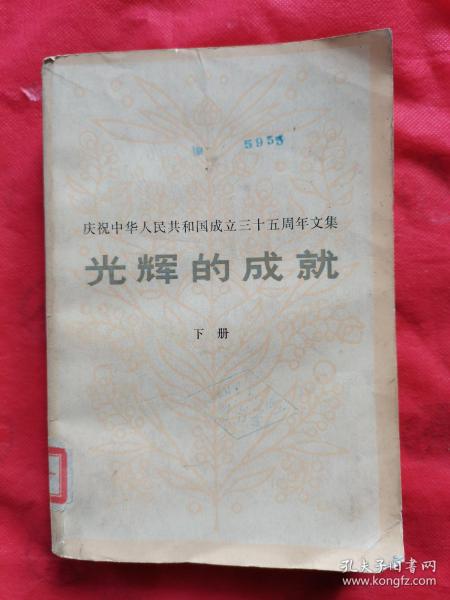 5955
庆祝中华人民共和国成立三十五周年文集
光辉的成就
下册
孔夫子旧书网
www.kongfz.com